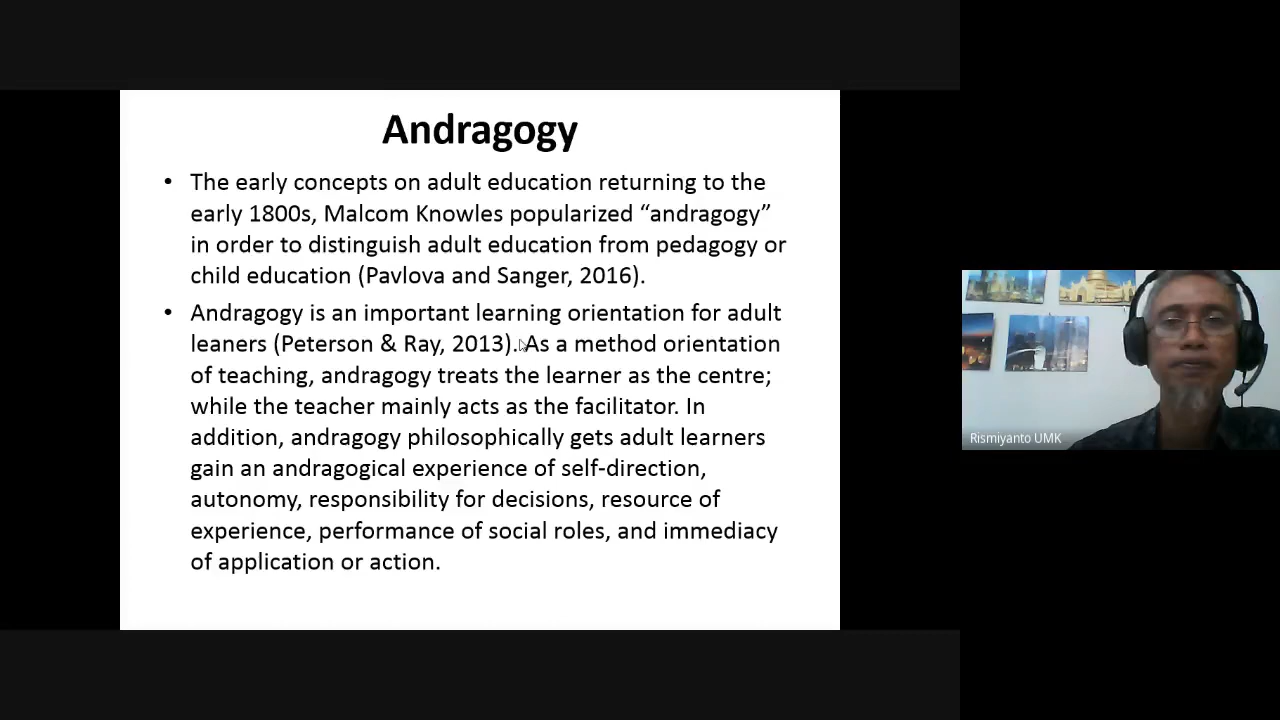 Andragogy
• The early concepts on adult education returning to the
early 1800s, Malcom Knowles popularized “andragogy”
in order to distinguish adult education from pedagogy or
child education (Pavlova and Sanger, 2016).
• Andragogy is an important learning orientation for adult
leaners (Peterson & Ray, 2013). As a method orientation
of teaching, andragogy treats the learner as the centre;
while the teacher mainly acts as the facilitator. In
addition, andragogy philosophically gets adult learners
gain an andragogical experience of self-direction,
autonomy, responsibility for decisions, resource of
experience, performance of social roles, and immediacy
of application or action.
Rismiyanto UMK